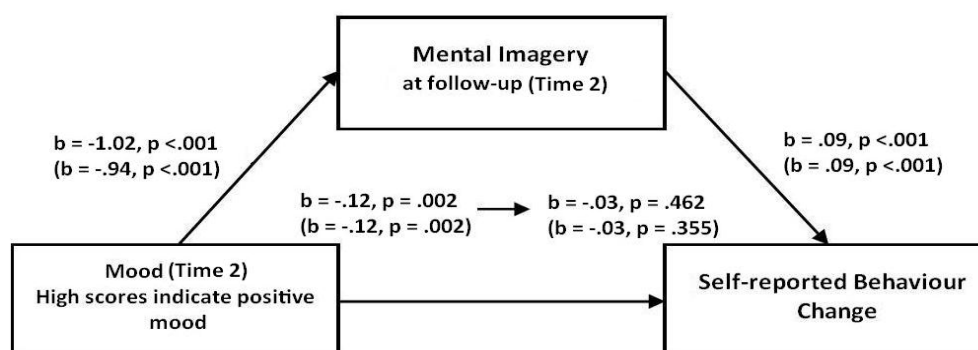 Mental Imagery
at follow-up (Time 2)
b = -1.02, p <.001
(b = -.94, p <.001)
b = .09, p <.001
(b = .09, p <.001)
b = -.12, p = .002
(b = -.12, p = .002)
b = -.03, p = .462
(b = -.03, p = .355)
Mood (Time 2)
High scores indicate positive
mood
Self-reported Behaviour
Change